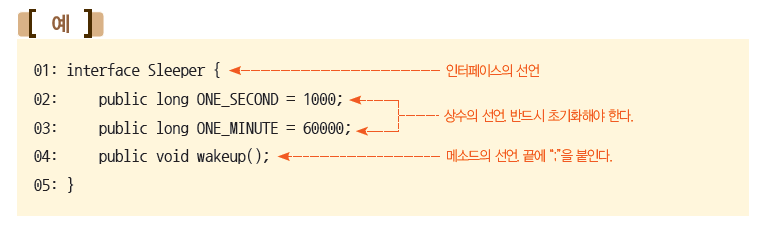 예
01: interface Sleeper { 인터페이스의 선언
02: public long ONE_SECOND = 1000;
상수의 선언. 반드시 초기화해야 한다.
03: public long ONE_MINUTE = 60000;
04: public void wakeup(); 메소드의 선언. 끝에 ";"을 붙인다.
05: }